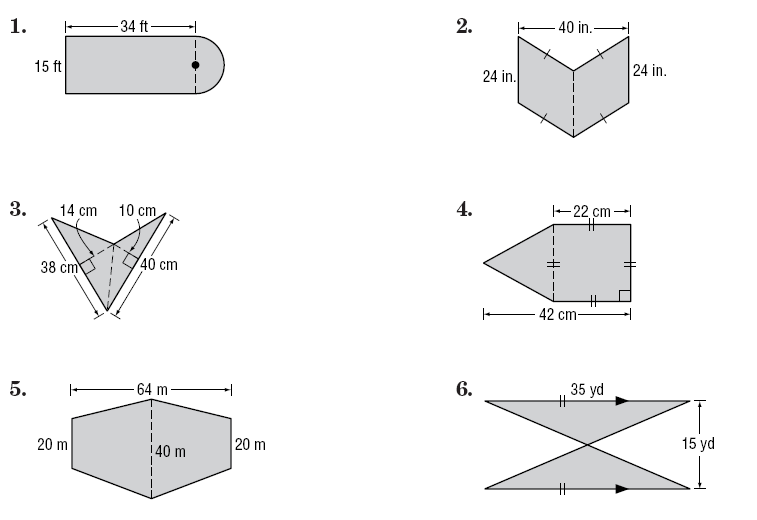 1.
34 ft
15 ft
2.
40 in.
24 in.
24 in.
3.
14 cm
10 cm
38 cm
40 cm
4.
22 cm
42 cm
5.
64 m
20 m
40 m
20 m
6.
35 yd
15 yd